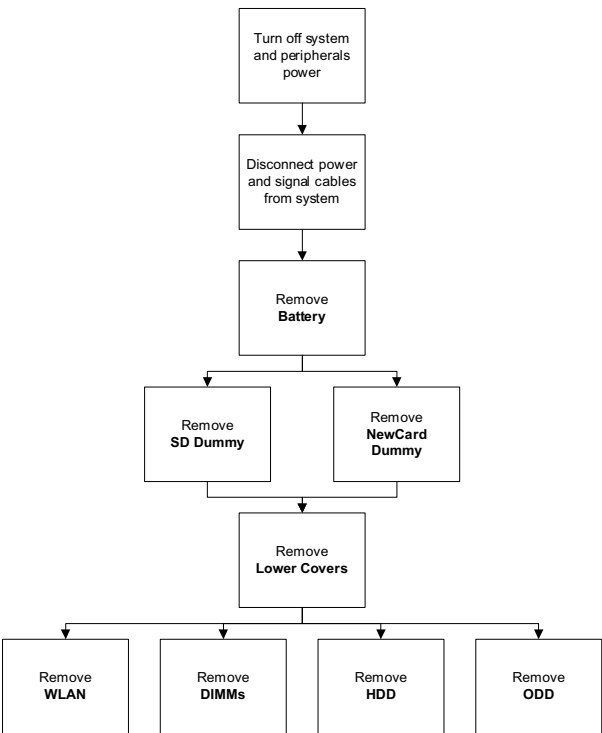 Turn off system
and peripherals
power
Disconnect power
and signal cables
from system
Remove
Battery
Remove
SD Dummy
Remove
NewCard
Dummy
Remove
Lower Covers
Remove
WLAN
Remove
DIMMs
Remove
HDD
Remove
ODD